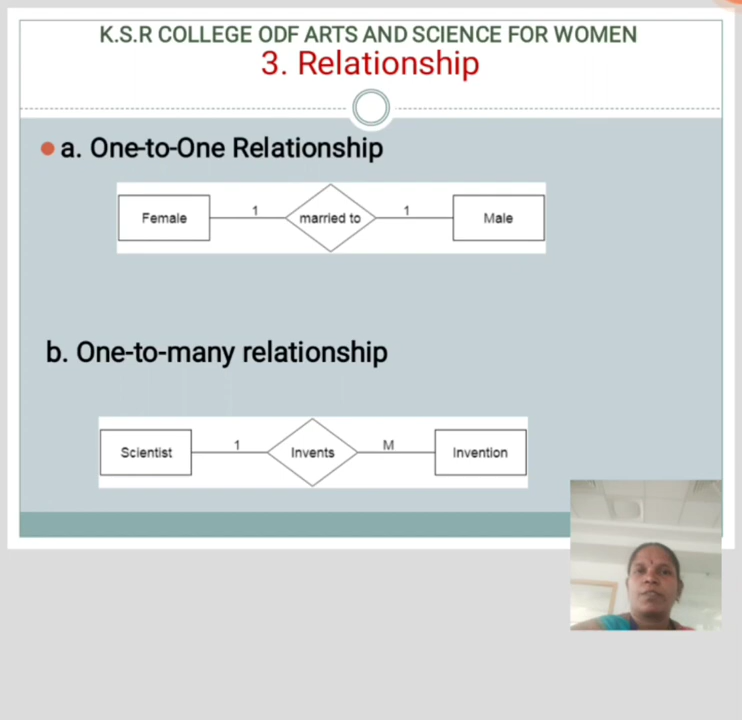 K.S.R COLLEGE ODF ARTS AND SCIENCE FOR WOMEN
3. Relationship
a. One-to-One Relationship
Female 1 married to 1 Male
b. One-to-many relationship
Scientist 1 Invents M Invention